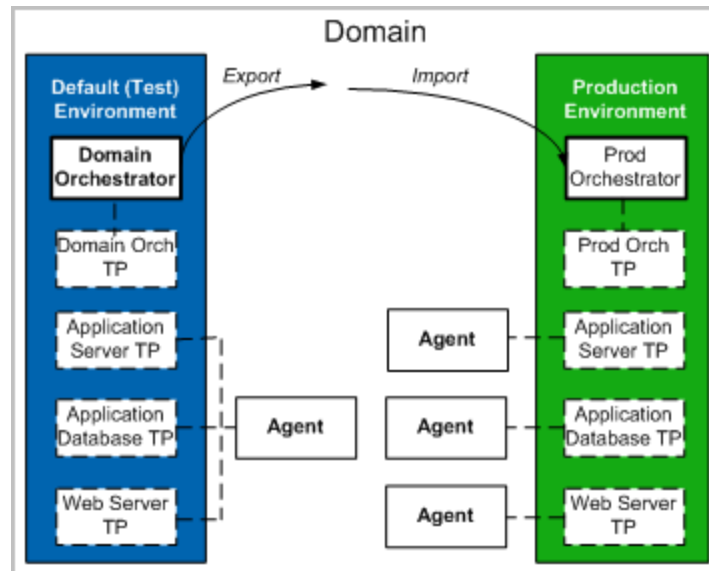 Domain
Export
Import
Default (Test)
Environment
Domain
Orchestrator
Domain Orch
TP
Application
Server TP
Application
Database TP
Web Server
TP
Agent
Agent
Agent
Agent
Production
Environment
Prod
Orchestrator
Prod Orch
TP
Application
Server TP
Application
Database TP
Web Server
TP